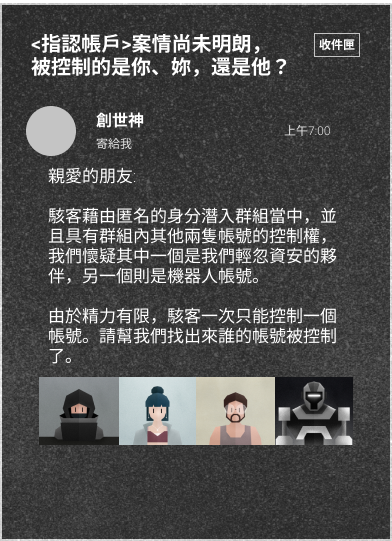 <指認帳戶>案情尚未明朗，
被控制的是你、妳，還是他？
收件匣
創世神
寄給我
上午7:00
親愛的朋友:
駭客藉由匿名的身分潛入群組當中，並
且具有群組內其他兩隻帳號的控制權，
我們懷疑其中一個是我們輕忽資安的夥
伴，另一個則是機器人帳號。
由於精力有限，駭客一次只能控制一個
帳號。請幫我們找出來誰的帳號被控制
了。